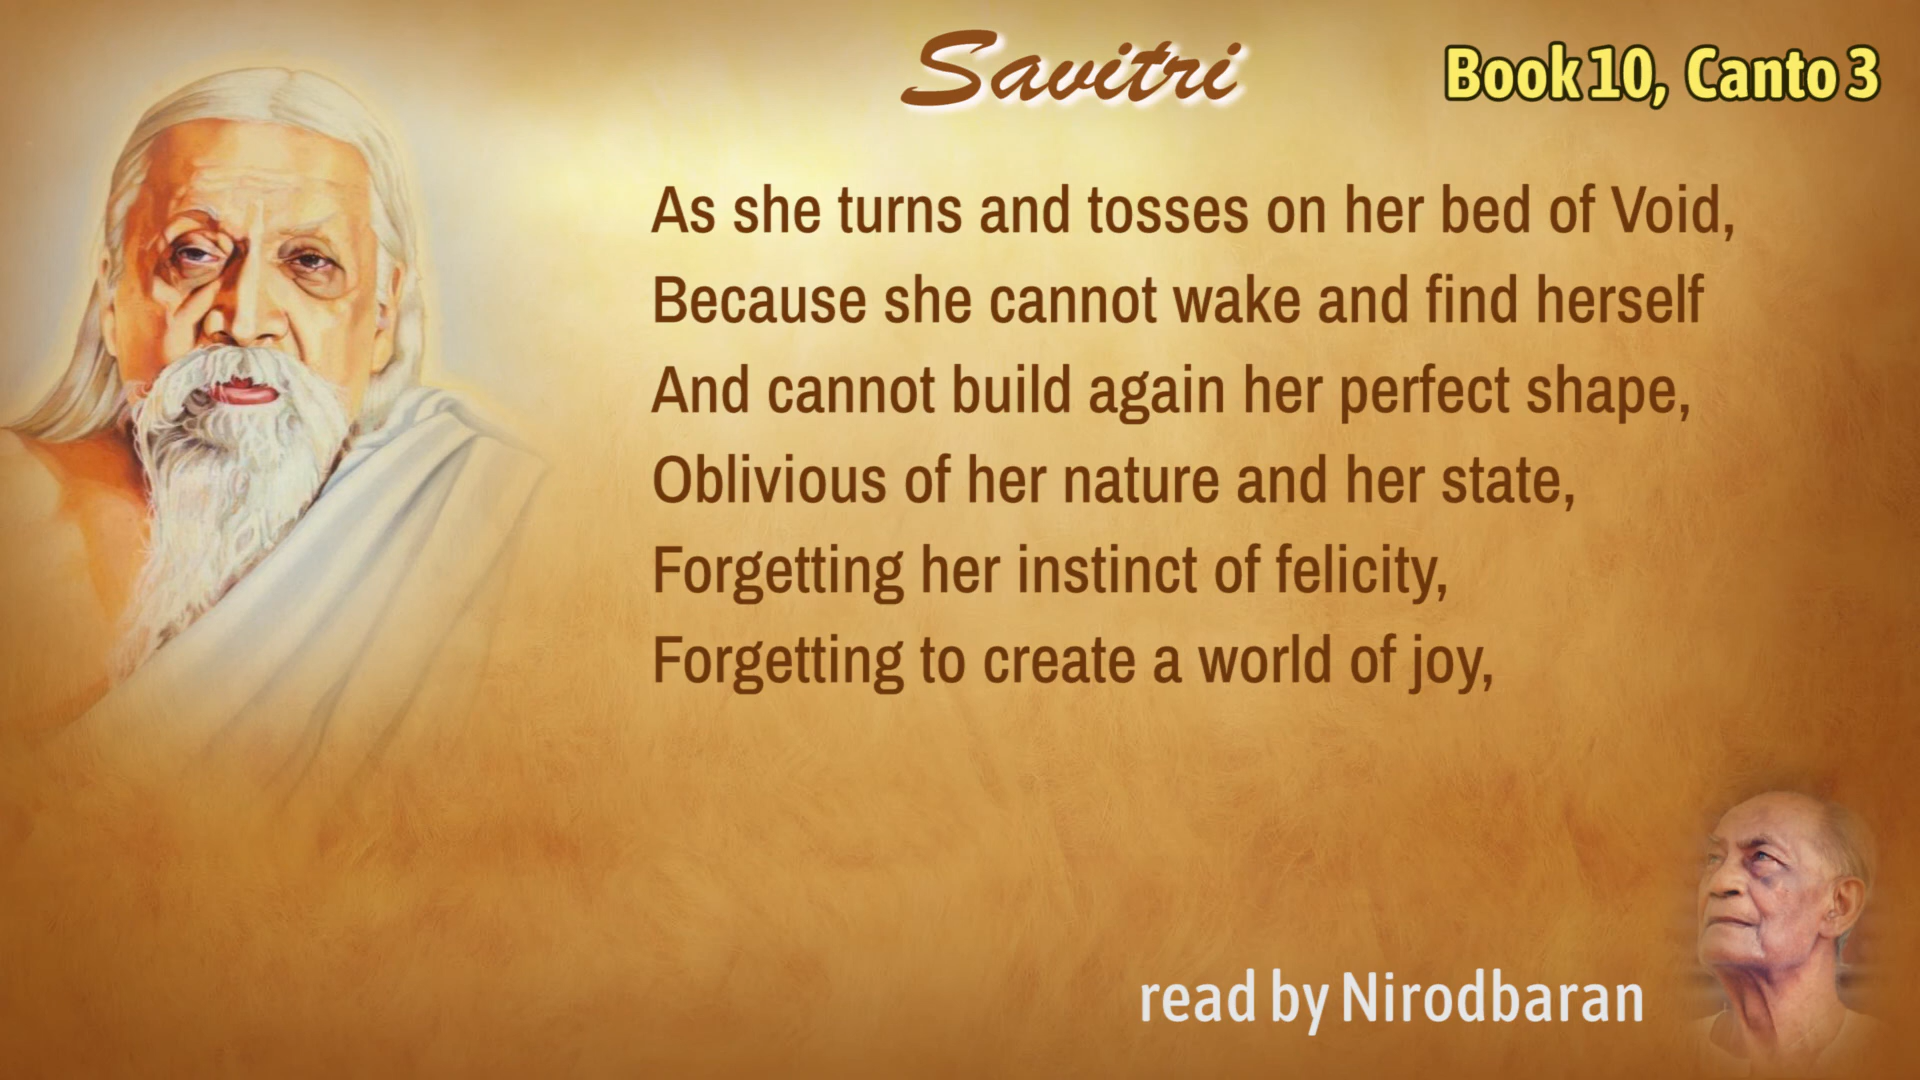 Savitri
Book 10, Canto 3
As she turns and tosses on her bed of Void,
Because she cannot wake and find herself
And cannot build again her perfect shape,
Oblivious of her nature and her state,
Forgetting her instinct of felicity,
Forgetting to create a world of joy,
read by Nirodbaran